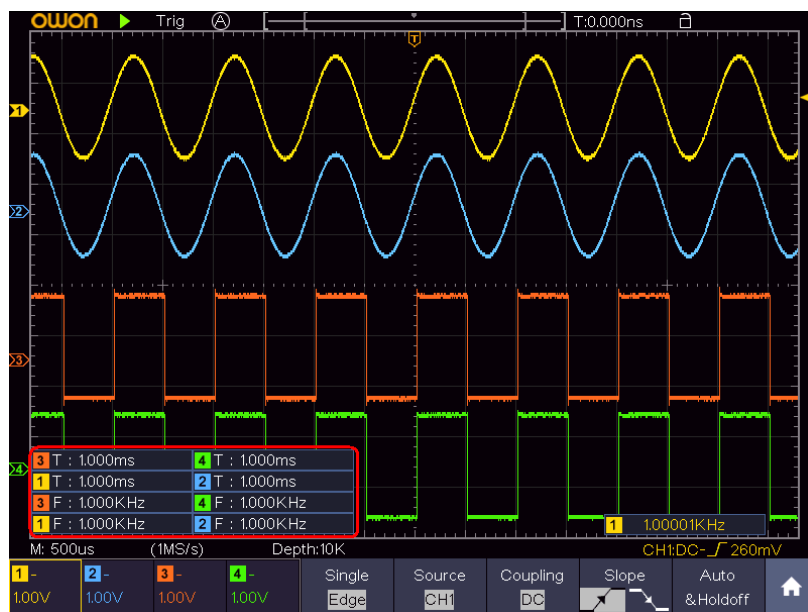 OWON Trig A T:0.000ns
T
1
2
3
4
3 T : 1.000ms 4 T : 1.000ms
1 T : 1.000ms 2 T : 1.000ms
3 F : 1.000KHz 4 F : 1.000KHz
1 F : 1.000KHz 2 F : 1.000KHz
1 1.00001KHz
M: 500us (1MS/s) Depth:10K CH1:DC- 260mV
1 - 2 - 3 - 4 - Single Source Coupling Slope Auto
1.00V 1.00V 1.00V 1.00V Edge CH1 DC &Holdoff